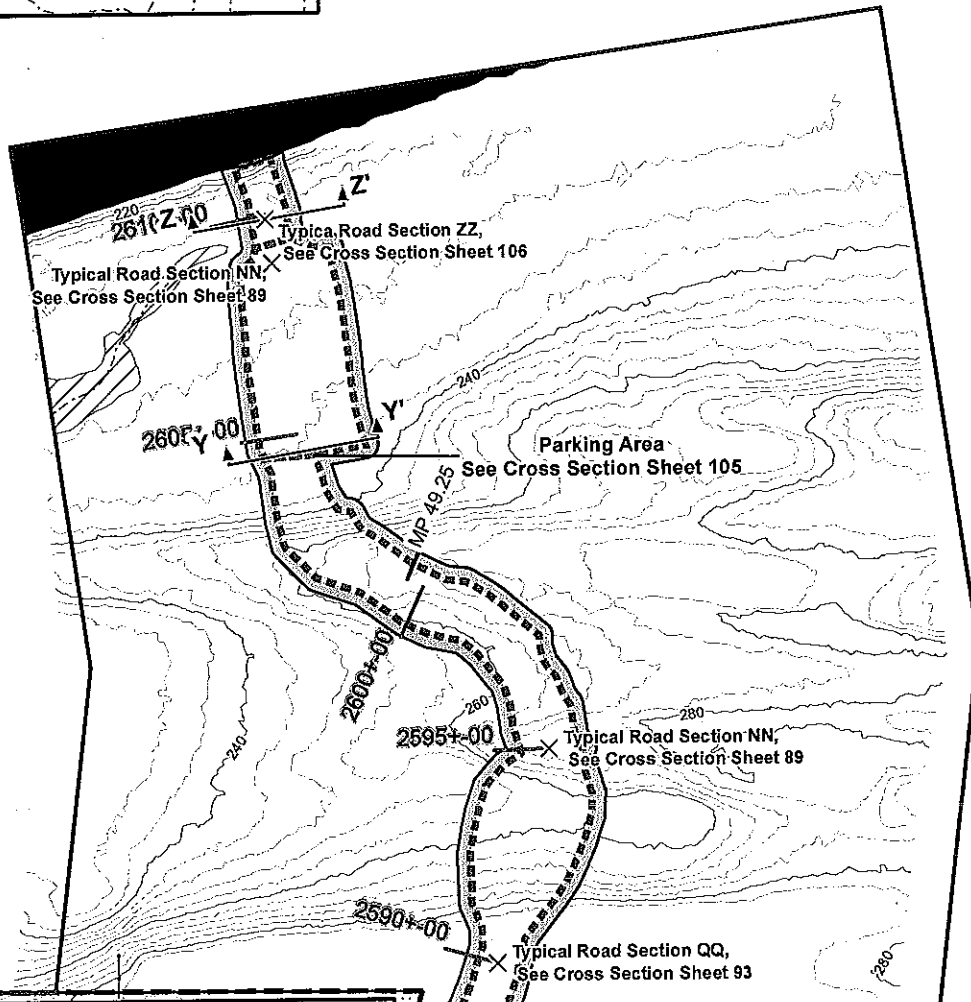 220
Z'
Typica, Road Section ZZ,
See Cross Section Sheet 106
Typical Road Section NN,
See Cross Section Sheet 89
240
Y'
Y
Parking Area
See Cross Section Sheet 105
MP 49.25
2600+00
260
280
240
2595+00
Typical Road Section NN,
See Cross Section Sheet 89
2590+00
Typical Road Section QQ,
See Cross Section Sheet 93
280